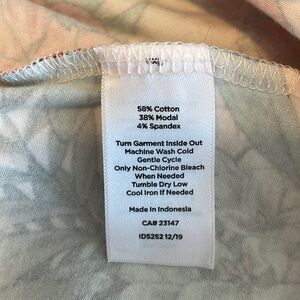 58% Cotton
38% Modal
4% Spandex
Turn Garment Inside Out
Machine Wash Cold
Gentle Cycle
Only Non-Chlorine Bleach
When Needed
Tumble Dry Low
Cool Iron If Needed
Made in Indonesia
CA# 23147
ID5252 12/19